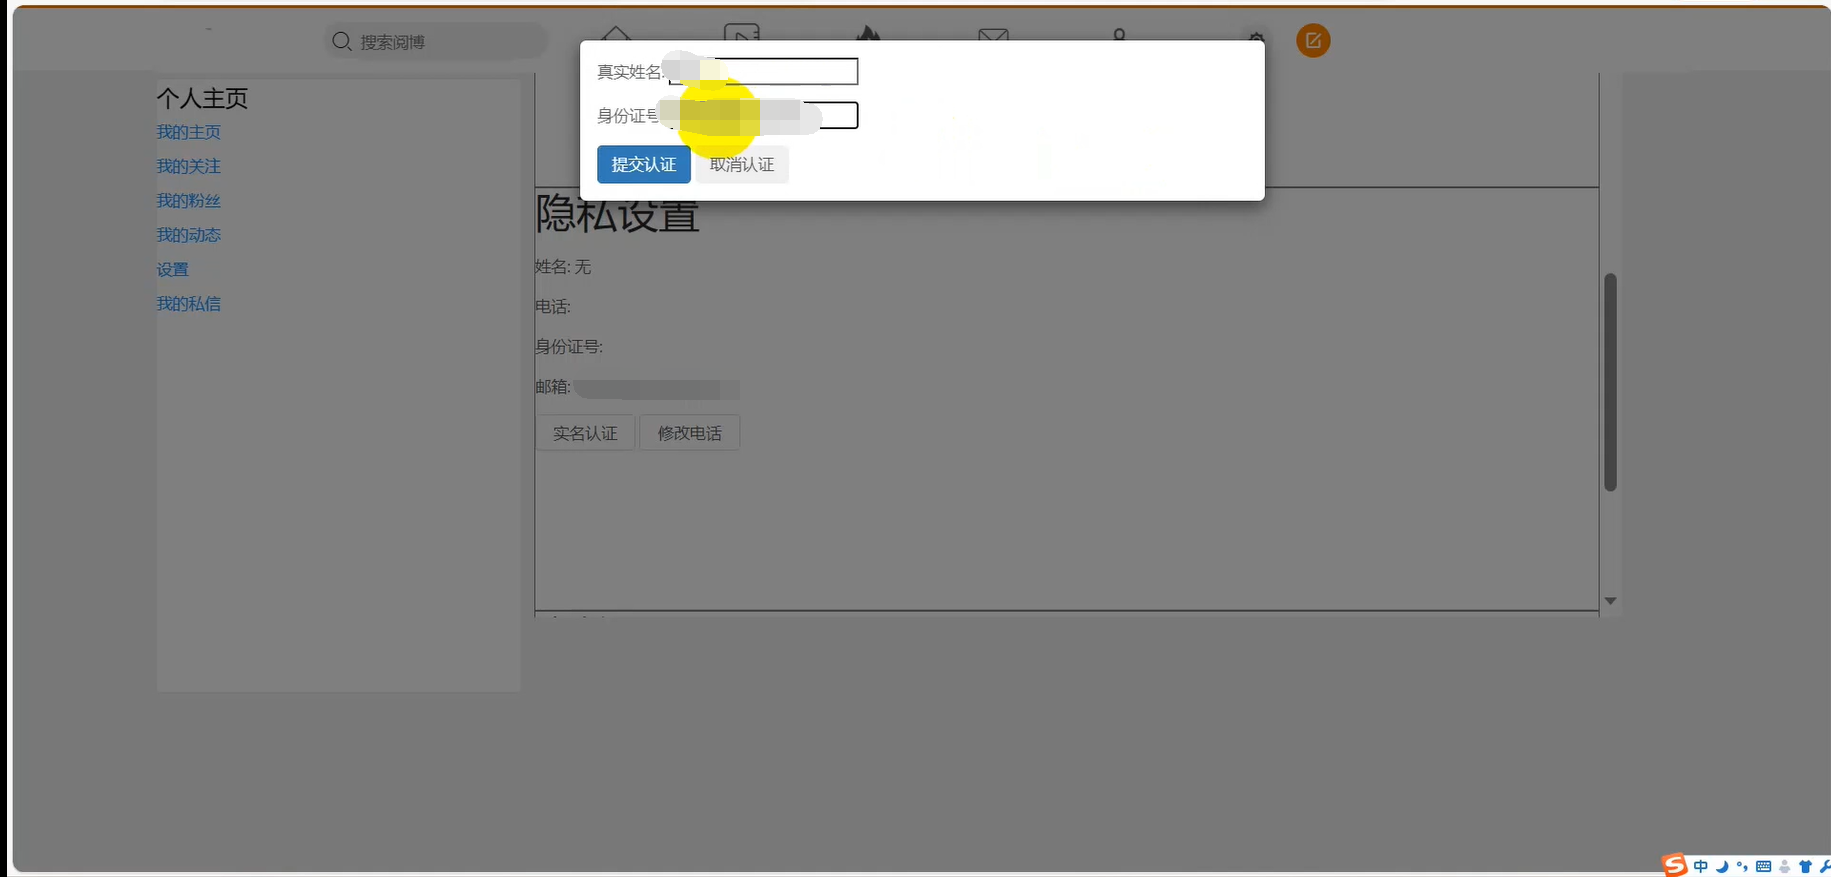 搜索阅博
真实姓名:
身份证号
提交认证
取消认证
个人主页
我的主页
我的关注
我的粉丝
我的动态
设置
我的私信
隐私设置
姓名: 无
电话:
身份证号:
邮箱:
实名认证
修改电话
中